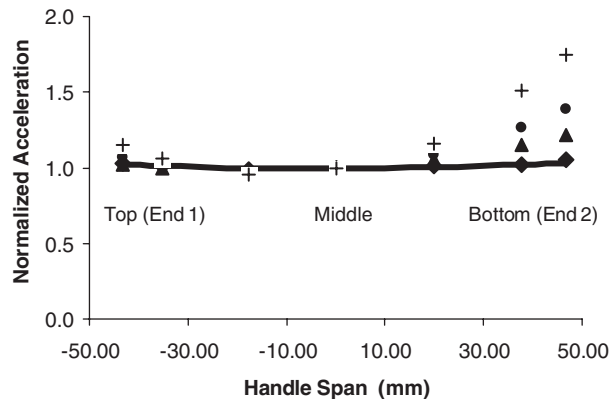 2.0
1.5
1.0
0.5
0.0
Normalized Acceleration
Top (End 1) Middle Bottom (End 2)
-50.00 -30.00 -10.00 10.00 30.00 50.00
Handle Span (mm)